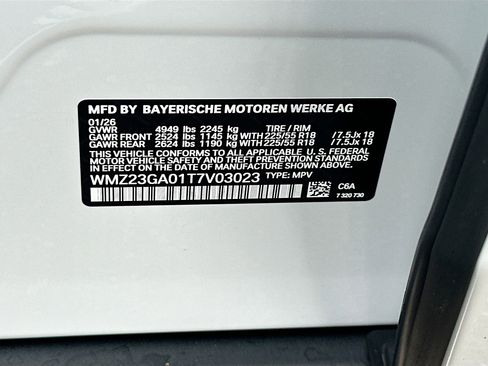 MFD BY BAYERISCHE MOTOREN WERKE AG
01/26 TIRE / RIM
GVWR 4949 lbs 2245 kg
GAWR FRONT 2524 lbs 1145 kg WITH 225/55 R18 /7.5Jx 18
GAWR REAR 2624 lbs 1190 kg WITH 225/55 R18 /7.5Jx 18
THIS VEHICLE CONFORMS TO ALL APPLICABLE FEDERAL
MOTOR VEHICLE SAFETY AND THEFT PREVENTION STANDARDS
IN EFFECT ON THE DATE OF MANUFACTURE SHOWN ABOVE.
WMZ23GA01T7V03023 TYPE: MPV
C6A
7 320 730